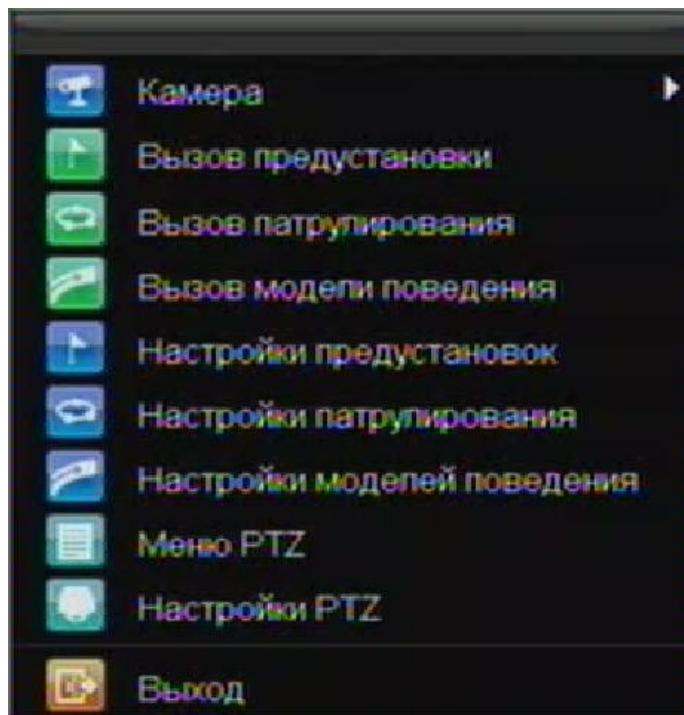 Камера
Вызов предустановки
Вызов патрулирования
Вызов модели поведения
Настройки предустановок
Настройки патрулирования
Настройки моделей поведения
Меню PTZ
Настройки PTZ
Выход